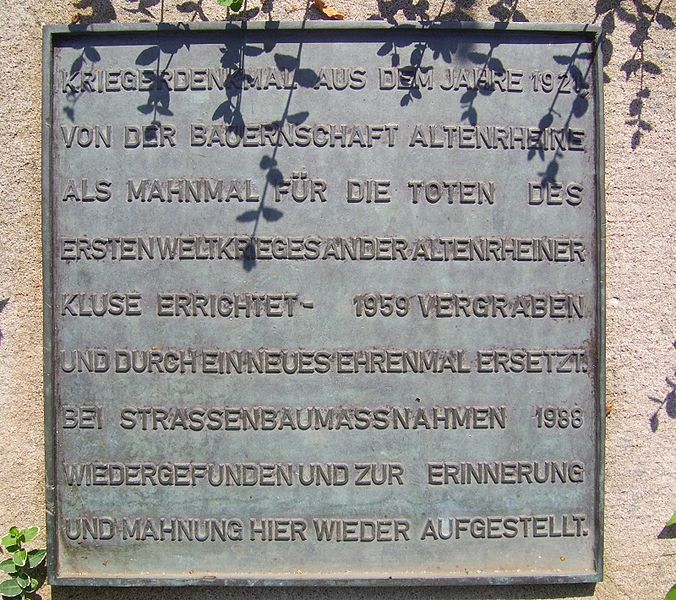 KRIEGERDENKMAL AUS DEM JAHRE
VON DER BAUERNSCHAFT ALTENRHEINE
ALS MAHNMAL FÜR DIE TOTEN DES
ERSTEN WELTKRIEGES AN DER ALTENRHEINER
KLUSE ERRICHTET - 1959 VERGRABEN
UND DURCH EIN NEUES EHRENMAL ERSETZT.
BEI STRASSENBAUMASSNAHMEN 1988
WIEDERGEFUNDEN UND ZUR ERINNERUNG
UND MAHNUNG HIER WIEDER AUFGESTELLT.